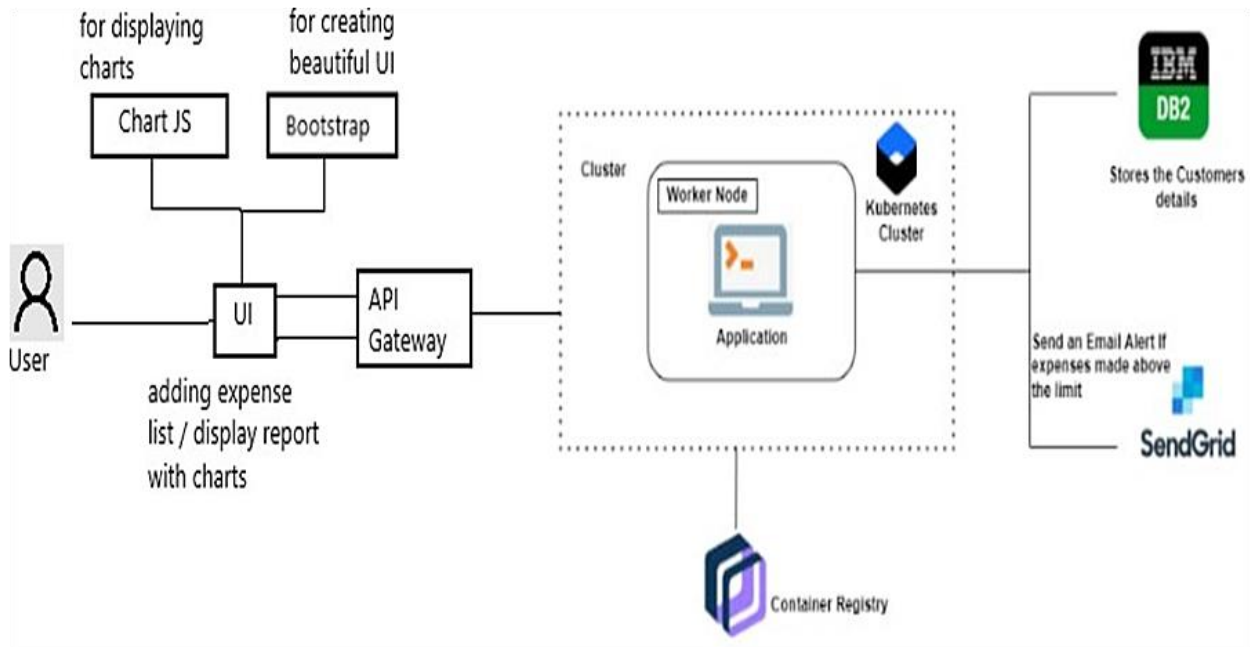 for displaying
charts
for creating
beautiful UI
Chart JS
Bootstrap
User
UI
API
Gateway
adding expense
list / display report
with charts
Cluster
Worker Node
Application
Kubernetes
Cluster
IBM
DB2
Stores the Customers
details
Send an Email Alert If
expenses made above
the limit
SendGrid
Container Registry